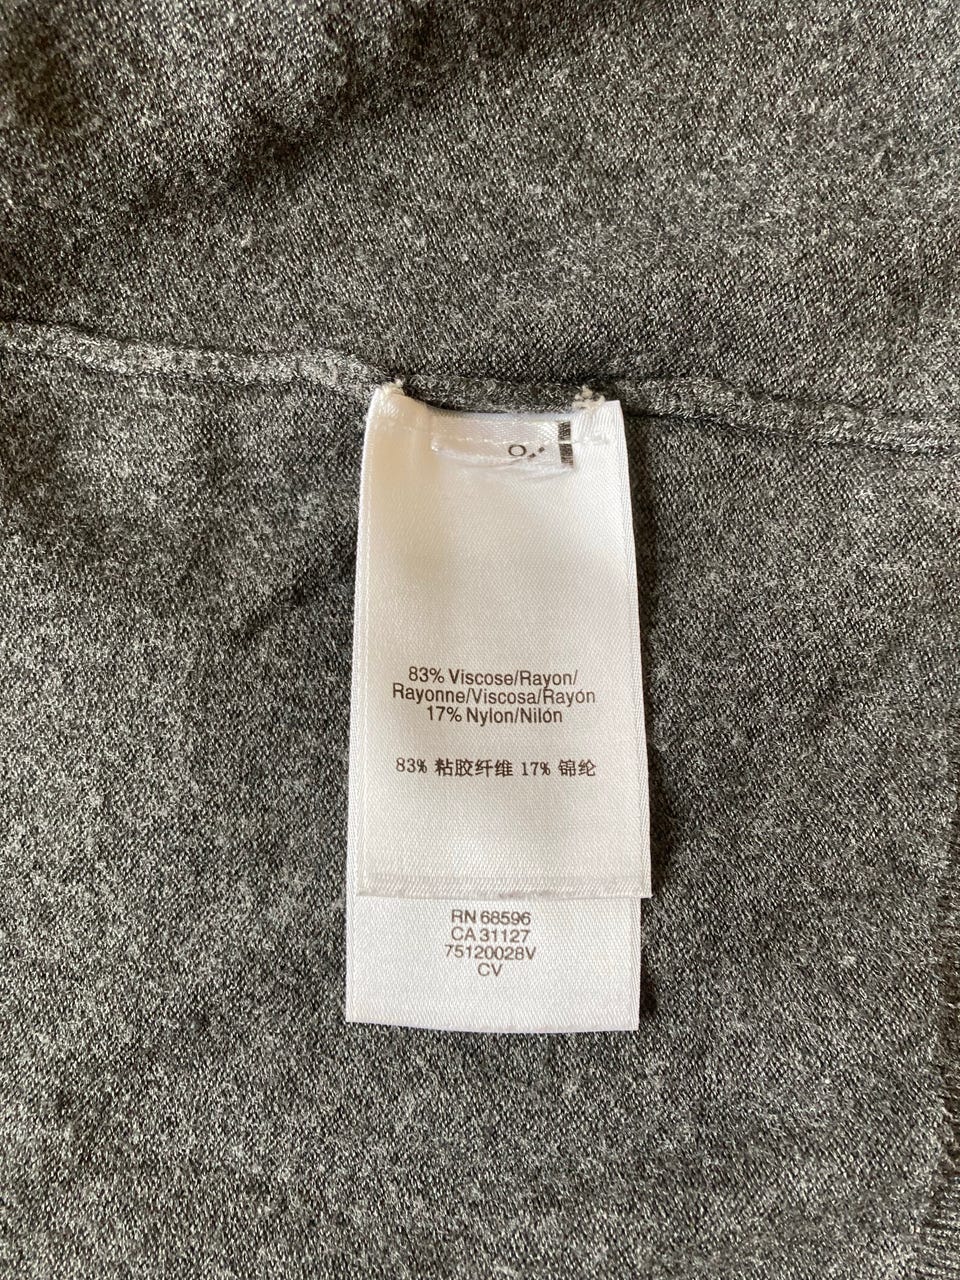 83% Viscose/Rayon/
Rayonne/Viscosa/Rayón
17% Nylon/Nilón
83% 粘胶纤维 17% 锦纶
RN 68596
CA 31127
75120028V
CV